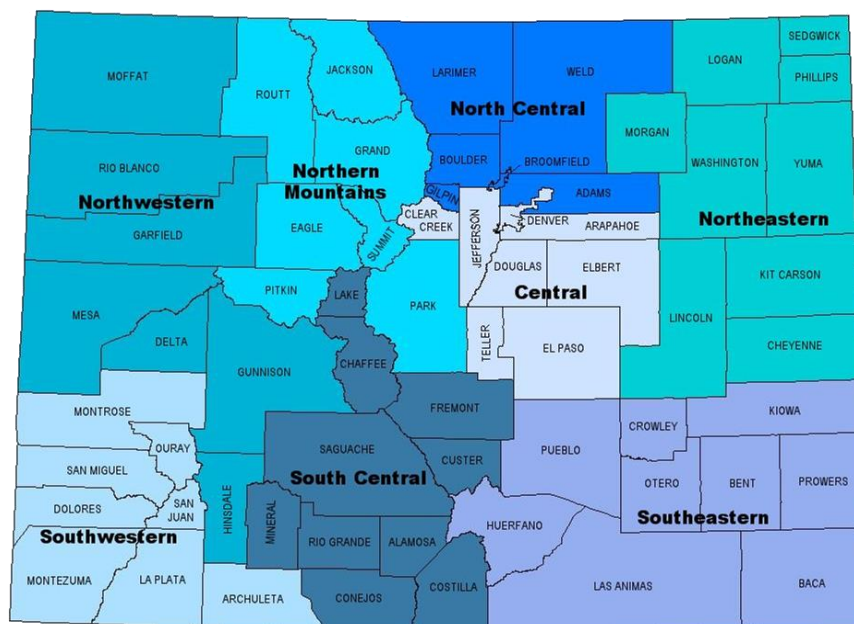 SEDGWICK
MOFFAT
ROUTT
JACKSON
LARIMER
WELD
LOGAN
PHILLIPS
North Central
MORGAN
RIO BLANCO
GRAND
BOULDER
BROOMFIELD
WASHINGTON
YUMA
Northern
Mountains
Northwestern
GILPIN
ADAMS
CLEAR
CREEK
DENVER
Northeastern
GARFIELD
EAGLE
SUMMIT
JEFFERSON
ARAPAHOE
DOUGLAS
ELBERT
KIT CARSON
PITKIN
LAKE
Central
MESA
PARK
LINCOLN
DELTA
TELLER
EL PASO
CHEYENNE
GUNNISON
CHAFFEE
MONTROSE
FREMONT
KIOWA
CROWLEY
OURAY
SAGUACHE
PUEBLO
SAN MIGUEL
CUSTER
South Central
OTERO
BENT
PROWERS
DOLORES
SAN
JUAN
HINSDALE
MINERAL
Southeastern
HUERFANO
Southwestern
RIO GRANDE
ALAMOSA
MONTEZUMA
LA PLATA
COSTILLA
LAS ANIMAS
BACA
ARCHULETA
CONEJOS